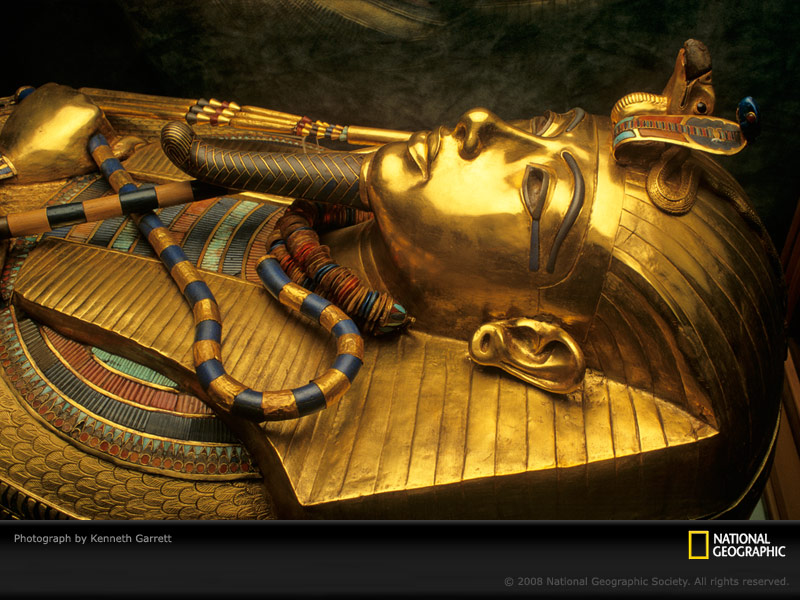 Photograph by Kenneth Garrett
NATIONAL
GEOGRAPHIC
© 2008 National Geographic Society. All rights reserved.